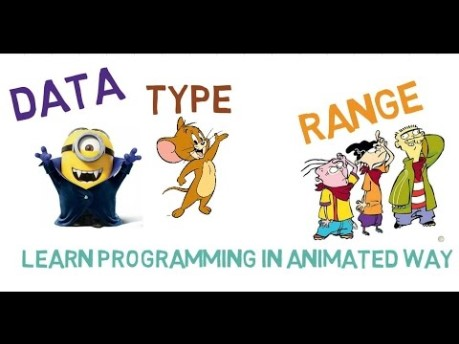 DATA TYPE RANGE
LEARN PROGRAMMING IN ANIMATED WAY